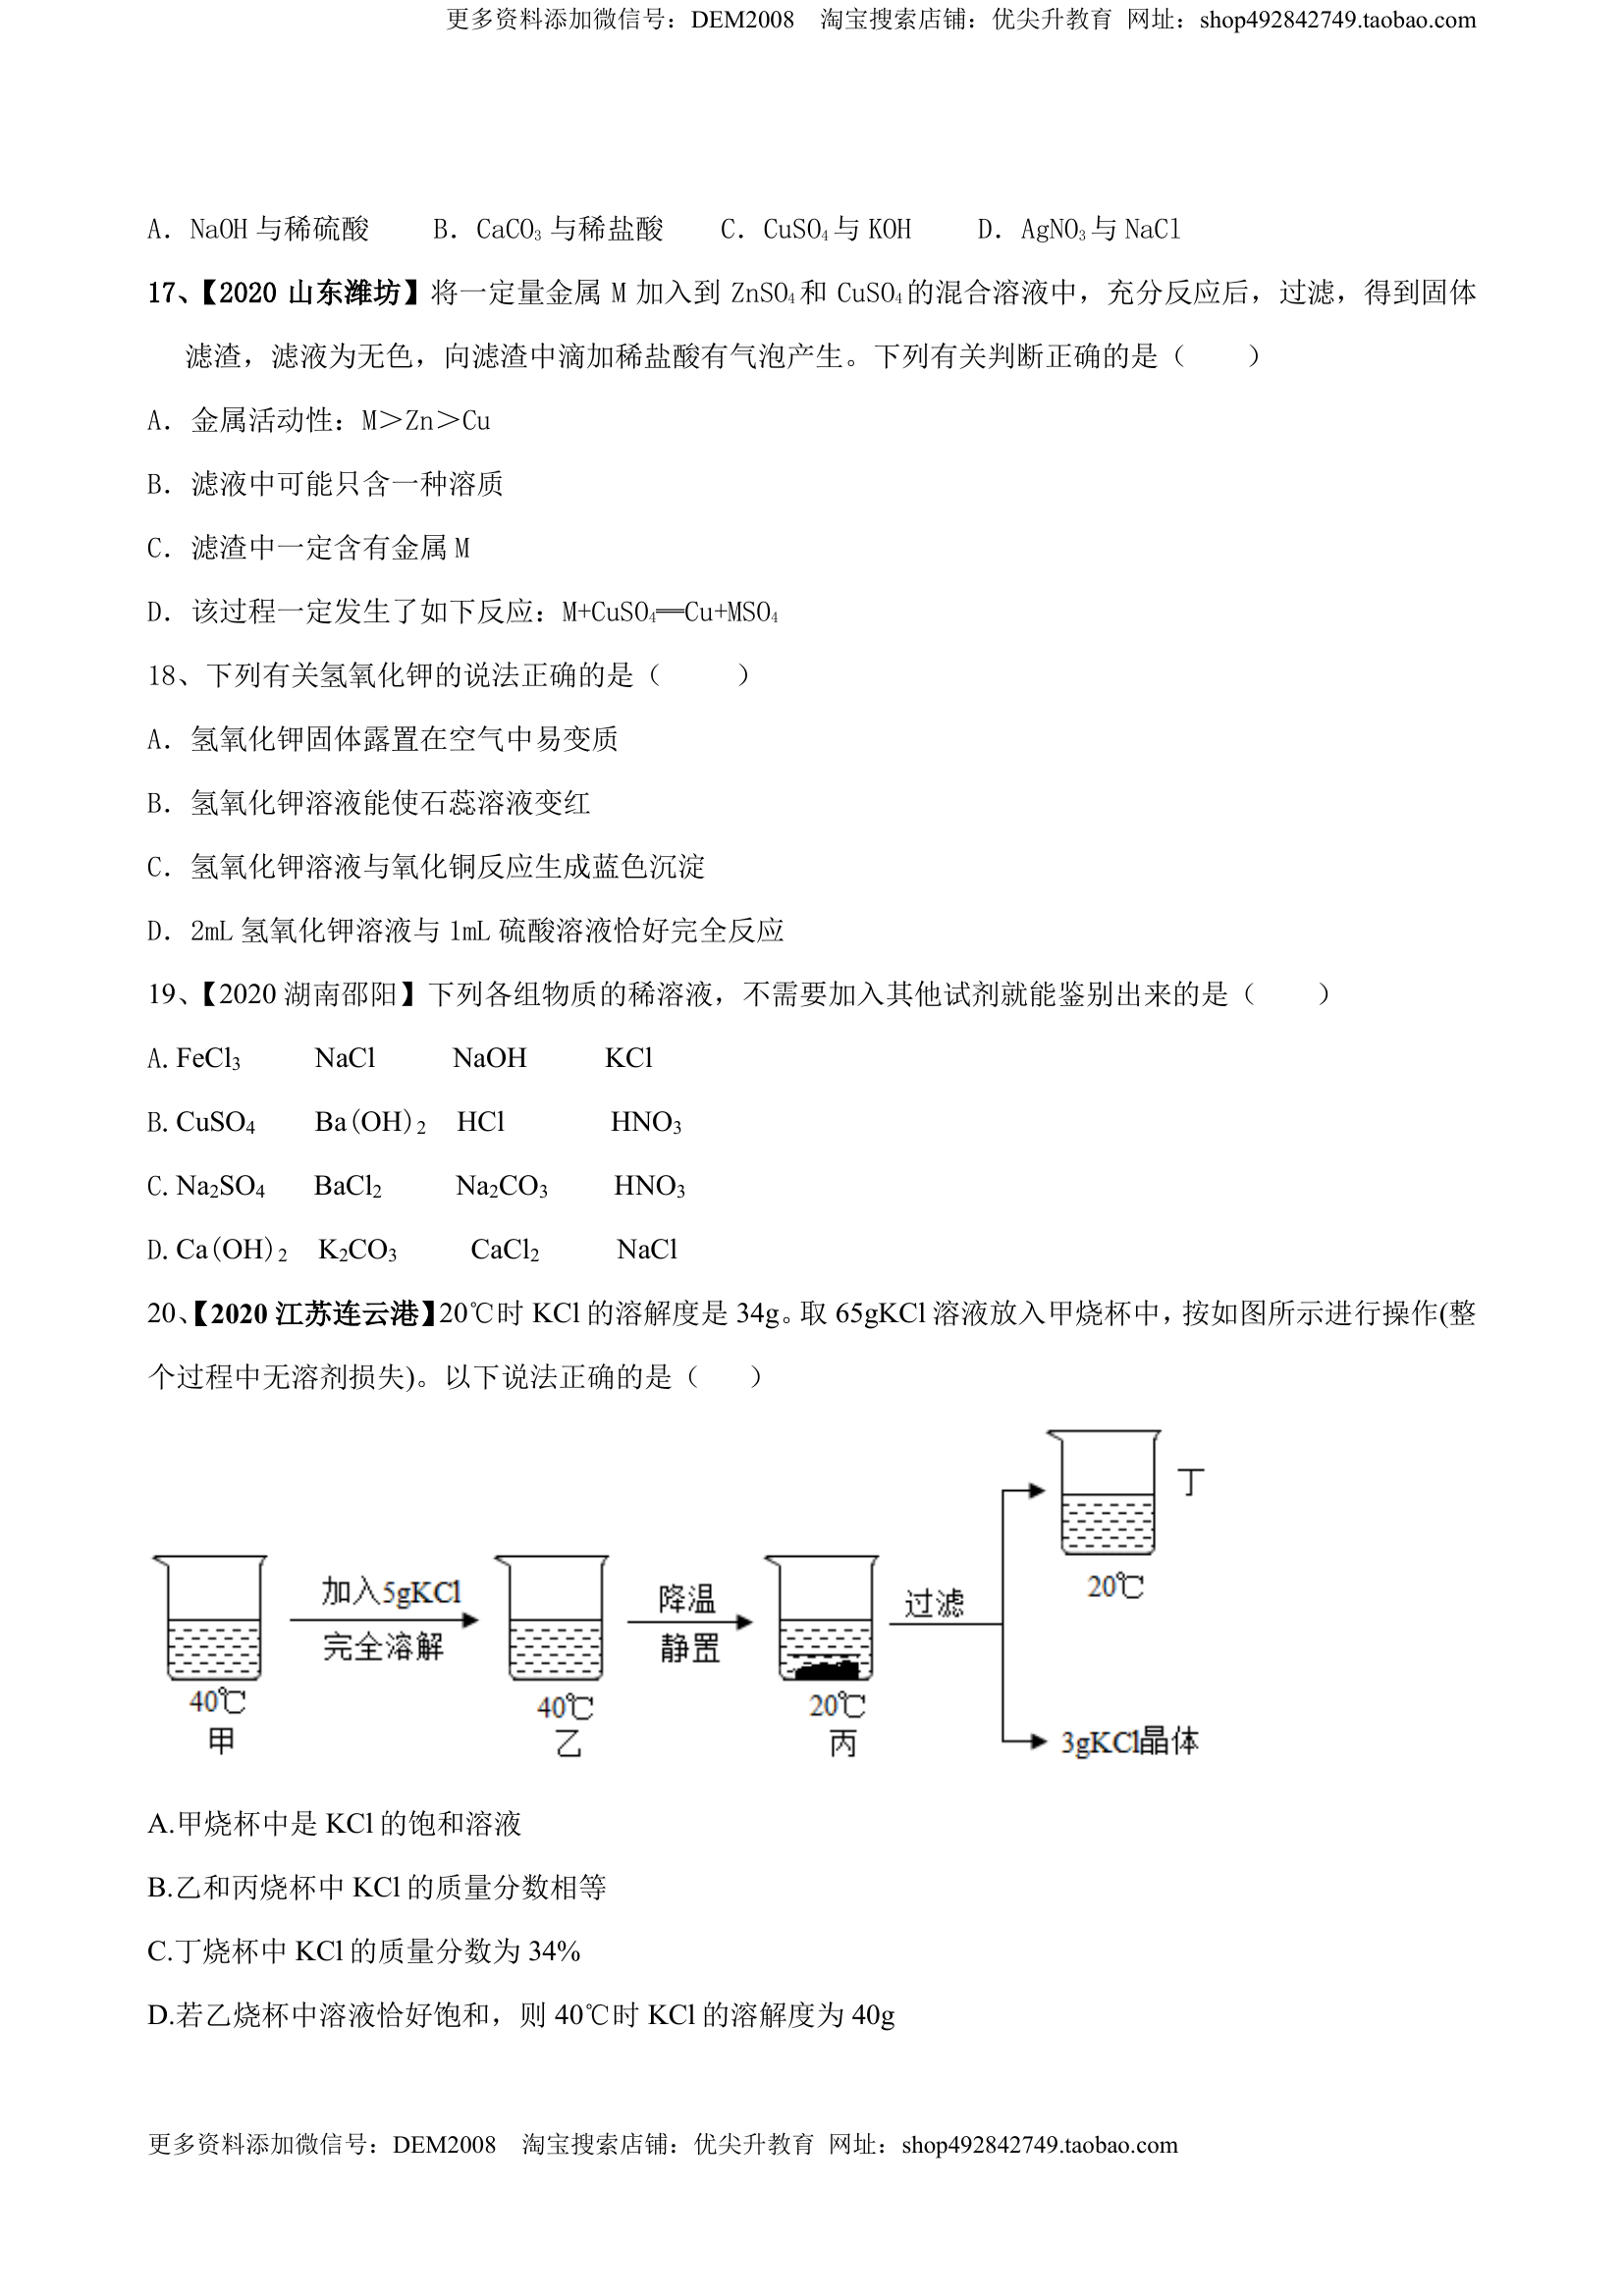 更多资料添加微信号：DEM2008 淘宝搜索店铺：优尖升教育 网址：shop492842749.taobao.com
A．NaOH 与稀硫酸 B．CaCO₃ 与稀盐酸 C．CuSO₄ 与 KOH D．AgNO₃ 与 NaCl
17、【2020 山东潍坊】将一定量金属 M 加入到 ZnSO₄ 和 CuSO₄ 的混合溶液中，充分反应后，过滤，得到固体
滤渣，滤液为无色，向滤渣中滴加稀盐酸有气泡产生。下列有关判断正确的是（ ）
A．金属活动性：M＞Zn＞Cu
B．滤液中可能只含一种溶质
C．滤渣中一定含有金属 M
D．该过程一定发生了如下反应：M+CuSO₄══Cu+MSO₄
18、下列有关氢氧化钾的说法正确的是（ ）
A．氢氧化钾固体露置在空气中易变质
B．氢氧化钾溶液能使石蕊溶液变红
C．氢氧化钾溶液与氧化铜反应生成蓝色沉淀
D．2mL 氢氧化钾溶液与 1mL 硫酸溶液恰好完全反应
19、【2020 湖南邵阳】下列各组物质的稀溶液，不需要加入其他试剂就能鉴别出来的是（ ）
A. FeCl₃ NaCl NaOH KCl
B. CuSO₄ Ba(OH)₂ HCl HNO₃
C. Na₂SO₄ BaCl₂ Na₂CO₃ HNO₃
D. Ca(OH)₂ K₂CO₃ CaCl₂ NaCl
20、【2020 江苏连云港】20℃时 KCl 的溶解度是 34g。取 65gKCl 溶液放入甲烧杯中，按如图所示进行操作(整
个过程中无溶剂损失)。以下说法正确的是（ ）
丁
20℃
加入5gKCl
完全溶解
降温
静置
过滤
40℃
甲
40℃
乙
20℃
丙
3gKCl晶体
A.甲烧杯中是 KCl 的饱和溶液
B.乙和丙烧杯中 KCl 的质量分数相等
C.丁烧杯中 KCl 的质量分数为 34%
D.若乙烧杯中溶液恰好饱和，则 40℃时 KCl 的溶解度为 40g
更多资料添加微信号：DEM2008 淘宝搜索店铺：优尖升教育 网址：shop492842749.taobao.com